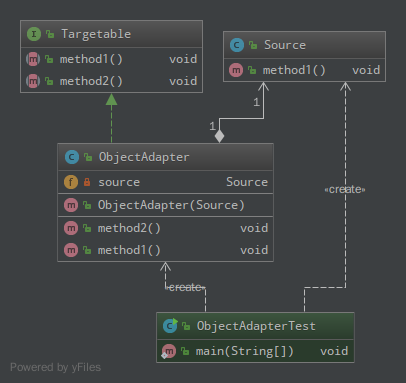 I Targetable
m method1() void
m method2() void
C Source
m method1() void
1
1
C ObjectAdapter
f source Source
m ObjectAdapter(Source)
m method2() void
m method1() void
«create»
«create»
C ObjectAdapterTest
m main(String[]) void
Powered by yFiles